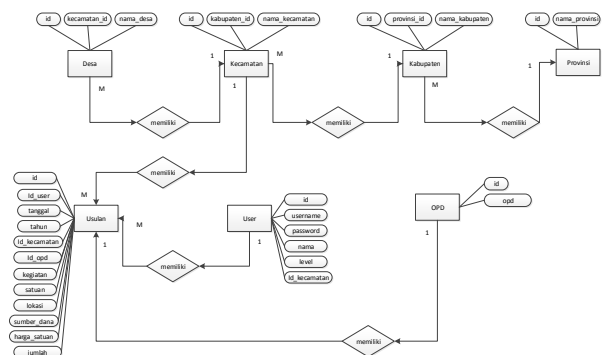 id kecamatan_id nama_desa
id kabupaten_id nama_kecamatan
id provinsi_id nama_kabupaten
id nama_provinsi
Desa
Kecamatan
Kabupaten
Provinsi
M
1
M
1
1
M
1
memiliki
memiliki
memiliki
memiliki
M
id
Id_user
tanggal
tahun
Id_kecamatan
Id_opd
kegiatan
satuan
lokasi
sumber_dana
harga_satuan
jumlah
Usulan
M
1
User
1
id
username
password
nama
level
Id_kecamatan
memiliki
OPD
1
id
opd
memiliki